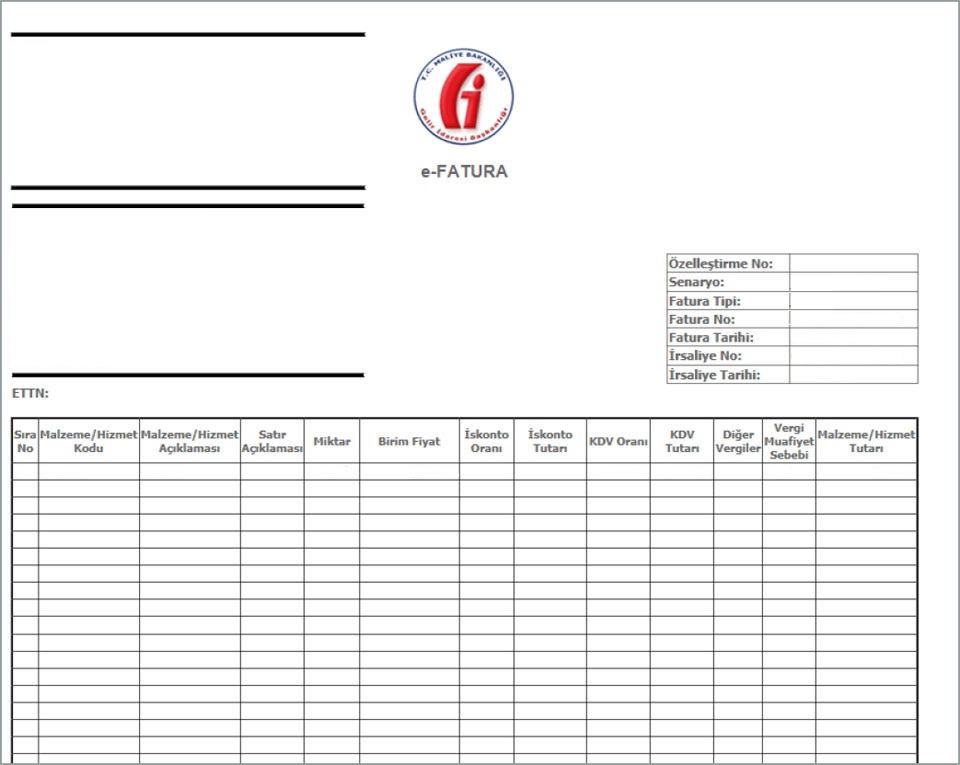 T.C. MALİYE BAKANLIĞI
Gelir İdaresi Başkanlığı
e-FATURA
Özelleştirme No:
Senaryo:
Fatura Tipi:
Fatura No:
Fatura Tarihi:
İrsaliye No:
İrsaliye Tarihi:
ETTN:
Sıra No
Malzeme/Hizmet Kodu
Malzeme/Hizmet Açıklaması
Satır Açıklaması
Miktar
Birim Fiyat
İskonto Oranı
İskonto Tutarı
KDV Oranı
KDV Tutarı
Diğer Vergiler
Vergi Muafiyet Sebebi
Malzeme/Hizmet Tutarı